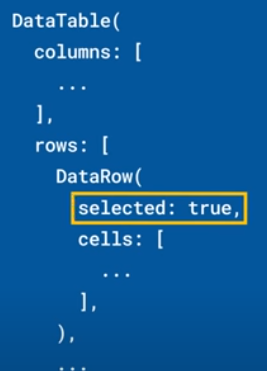 DataTable(
columns: [
...
],
rows: [
DataRow(
selected: true,
cells: [
...
],
),
...